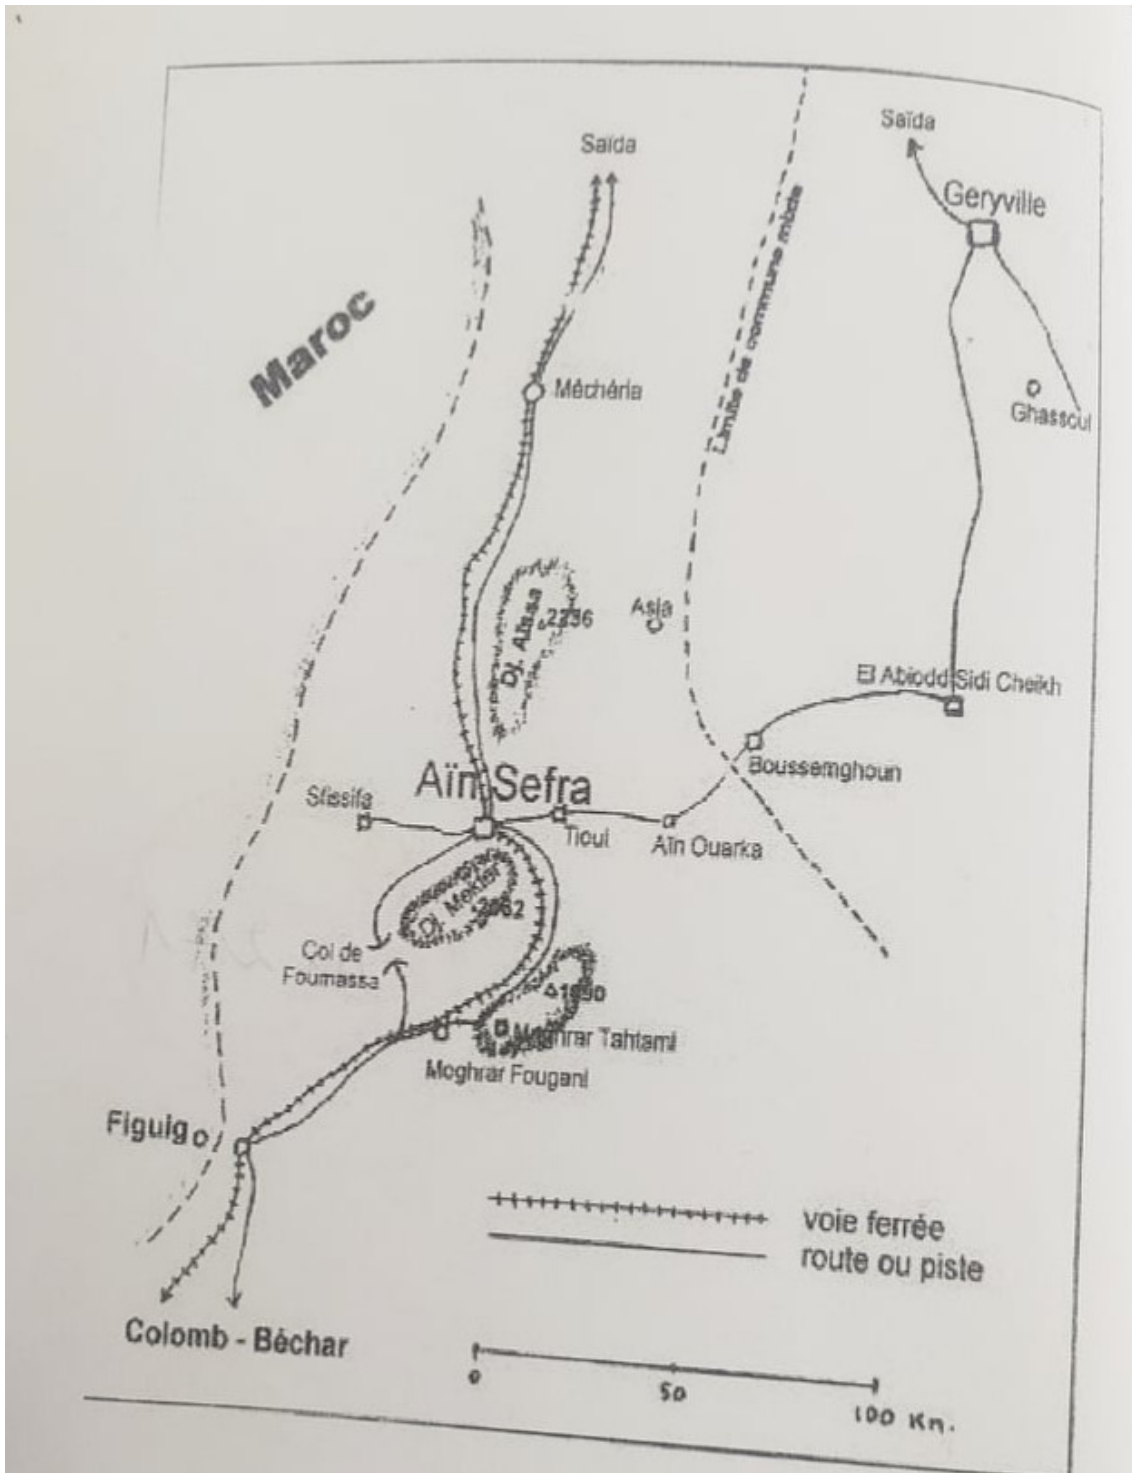 Saïda
Saïda
Geryville
Maroc
Limite de commune mixte
Méchéria
Ghassoul
Dj. Aïssa
2236
Asla
El Abiodd Sidi Cheikh
Boussemghoun
Aïn Sefra
Sfissifa
Tiout
Aïn Ouarka
Dj. Mekter
2062
Col de
Foumassa
1990
Moghrar Tahtami
Moghrar Fougani
Figuig
voie ferrée
route ou piste
Colomb - Béchar
0
50
100 Km.